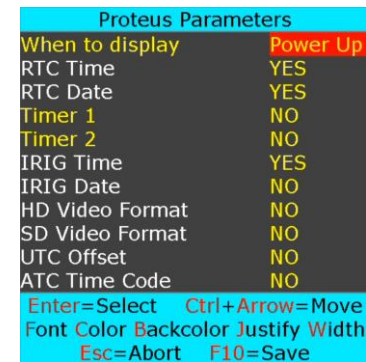 Proteus Parameters
When to display Power Up
RTC Time YES
RTC Date YES
Timer 1 NO
Timer 2 NO
IRIG Time YES
IRIG Date NO
HD Video Format NO
SD Video Format NO
UTC Offset NO
ATC Time Code NO
Enter=Select Ctrl+Arrow=Move
Font Color Backcolor Justify Width
Esc=Abort F10=Save